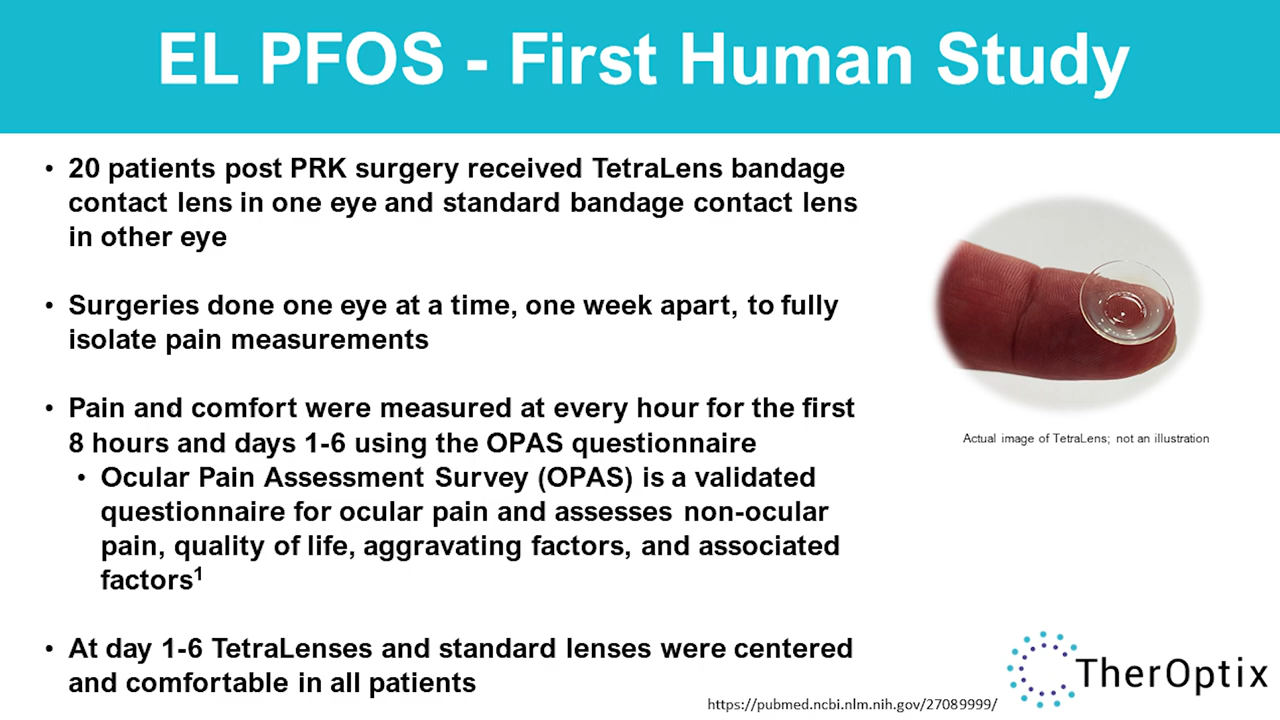 EL PFOS - First Human Study
• 20 patients post PRK surgery received TetraLens bandage
contact lens in one eye and standard bandage contact lens
in other eye
• Surgeries done one eye at a time, one week apart, to fully
isolate pain measurements
• Pain and comfort were measured at every hour for the first
8 hours and days 1-6 using the OPAS questionnaire
• Ocular Pain Assessment Survey (OPAS) is a validated
questionnaire for ocular pain and assesses non-ocular
pain, quality of life, aggravating factors, and associated
factors¹
• At day 1-6 TetraLenses and standard lenses were centered
and comfortable in all patients
Actual image of TetraLens; not an illustration
https://pubmed.ncbi.nlm.nih.gov/27089999/
TherOptix